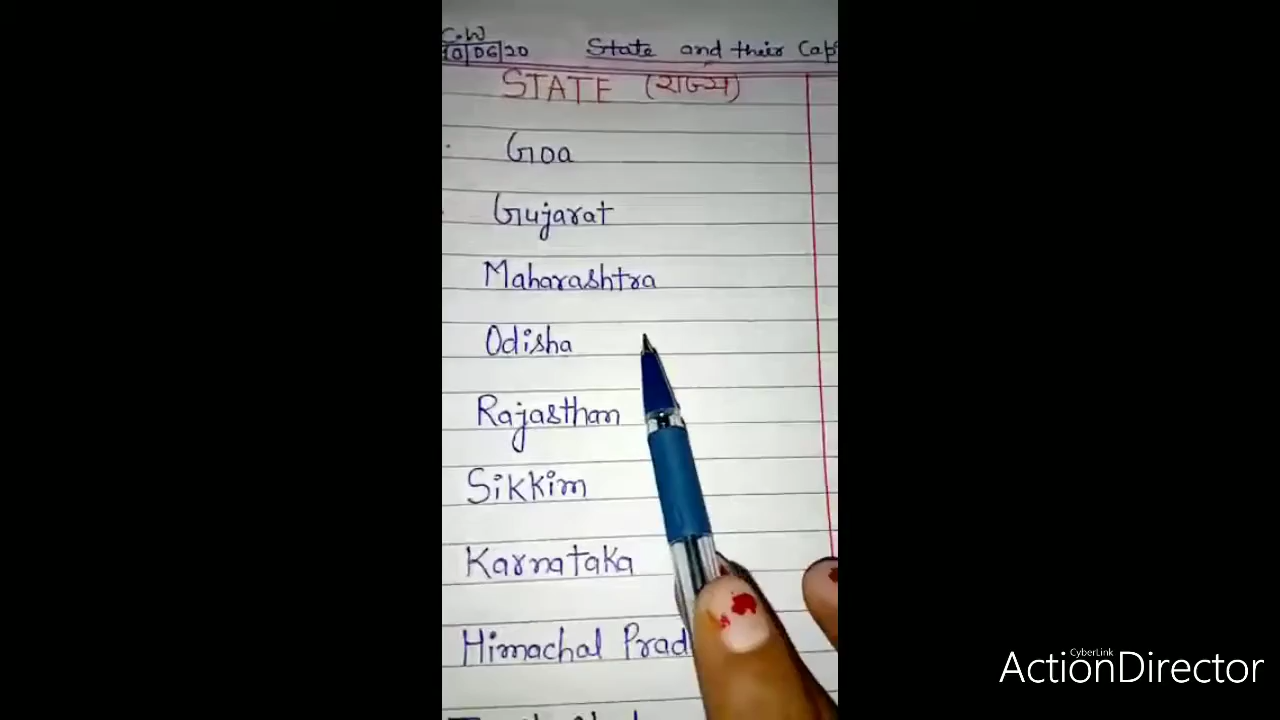 C.W
10/06/20 State and their Cap
STATE (राज्य)
Goa
Gujarat
Maharashtra
Odisha
Rajasthan
Sikkim
Karnataka
Himachal Prad
CyberLink
ActionDirector